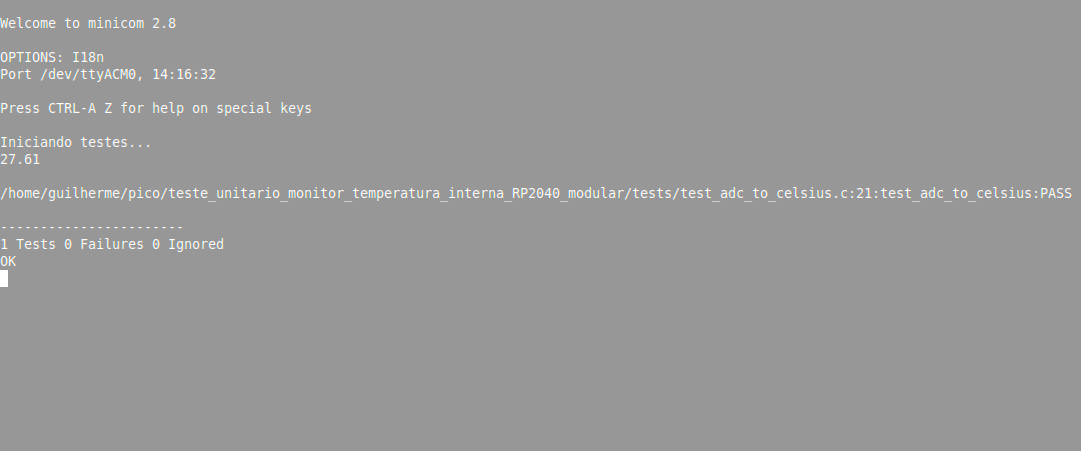 Welcome to minicom 2.8
OPTIONS: I18n
Port /dev/ttyACM0, 14:16:32
Press CTRL-A Z for help on special keys
Iniciando testes...
27.61
/home/guilherme/pico/teste_unitario_monitor_temperatura_interna_RP2040_modular/tests/test_adc_to_celsius.c:21:test_adc_to_celsius:PASS
-----------------------
1 Tests 0 Failures 0 Ignored
OK